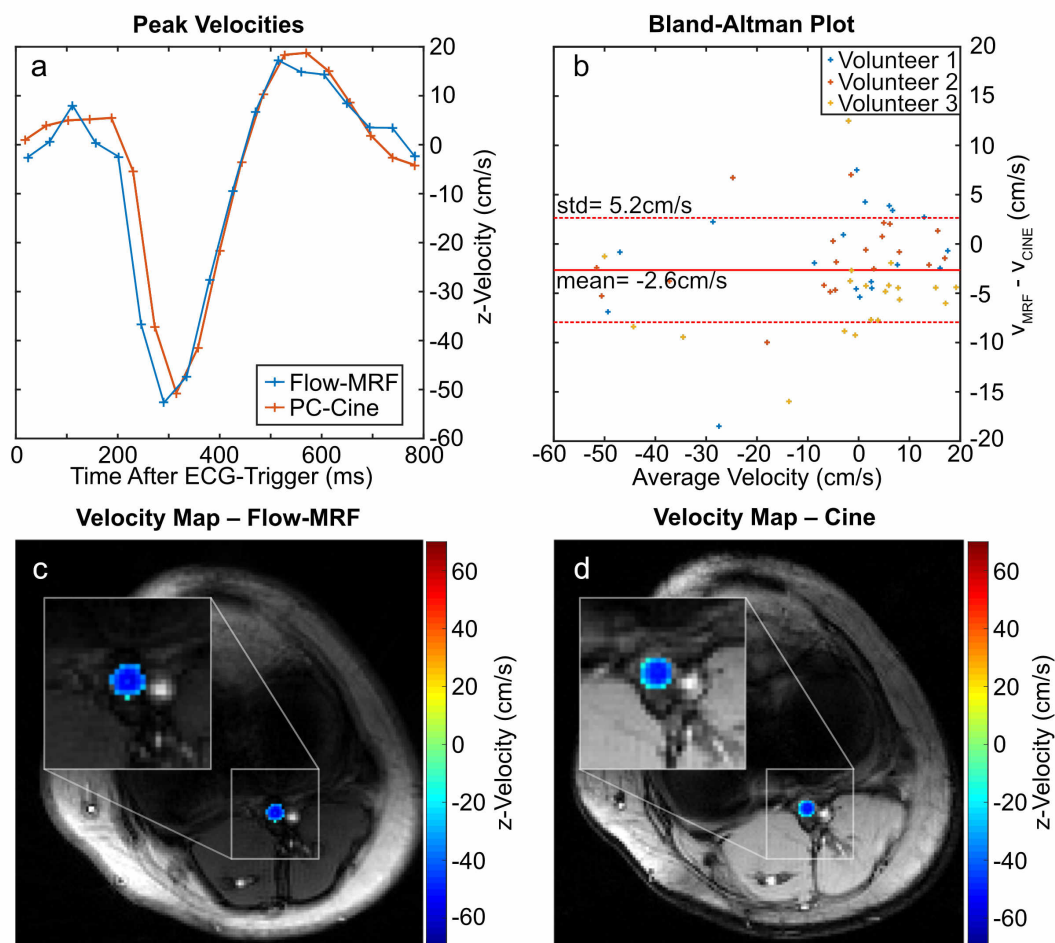 Peak Velocities
a
20
10
0
-10
-20
-30
-40
-50
-60
z-Velocity (cm/s)
Flow-MRF
PC-Cine
0
200
400
600
800
Time After ECG-Trigger (ms)
Bland-Altman Plot
b
Volunteer 1
Volunteer 2
Volunteer 3
std= 5.2cm/s
mean= -2.6cm/s
20
15
10
5
0
-5
-10
-15
-20
vMRF - vCINE (cm/s)
-60
-50
-40
-30
-20
-10
0
10
20
Average Velocity (cm/s)
Velocity Map – Flow-MRF
c
60
40
20
0
-20
-40
-60
z-Velocity (cm/s)
Velocity Map – Cine
d
60
40
20
0
-20
-40
-60
z-Velocity (cm/s)